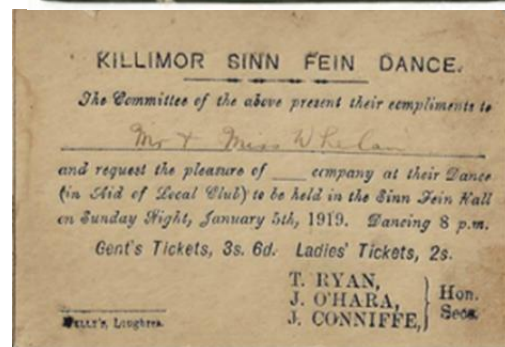 KILLIMOR SINN FEIN DANCE.
The Committee of the above present their compliments to
Mr + Miss Whelan
and request the pleasure of ___ company at their Dance
(in Aid of Local Club) to be held in the Sinn Fein Hall
on Sunday Night, January 5th, 1919. Dancing 8 p.m.
Gent's Tickets, 3s. 6d. Ladies' Tickets, 2s.
T. RYAN,
J. O'HARA,
J. CONNIFFE,
Hon.
Secs.
Loughrea.